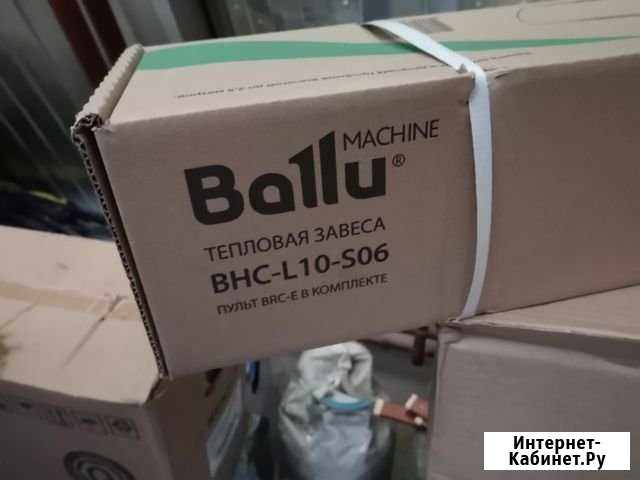 MACHINE
Ballu®
ТЕПЛОВАЯ ЗАВЕСА
BHC-L10-S06
ПУЛЬТ BRC-E В КОМПЛЕКТЕ
Интернет-
Кабинет.Ру